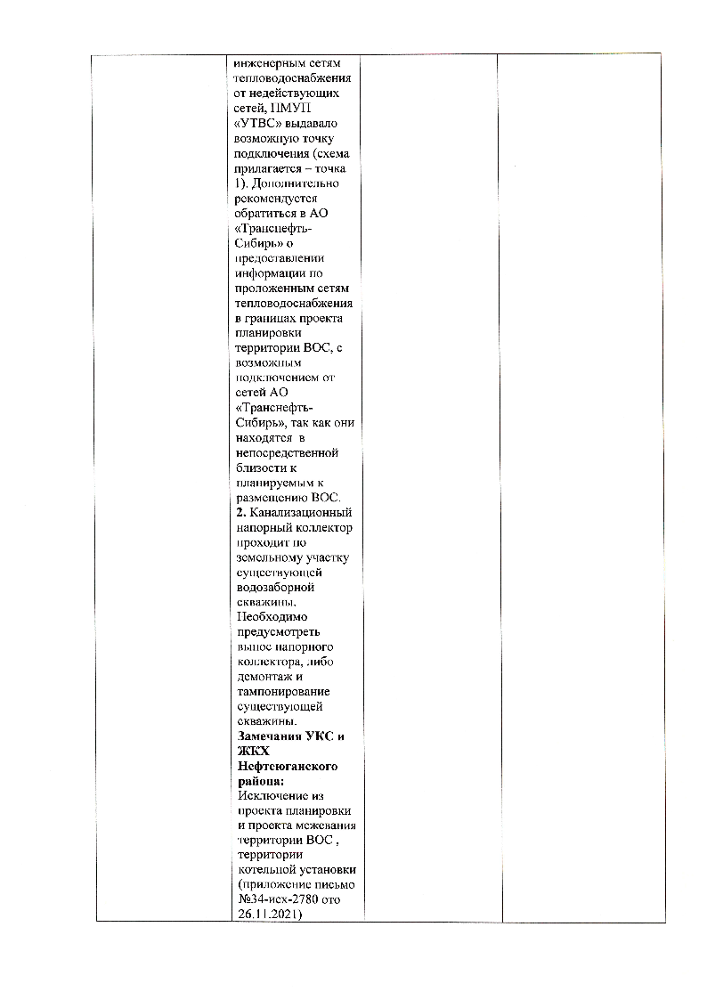 инженерным сетям
тепловодоснабжения
от недействующих
сетей, ПМУП
«УТВС» выдавало
возможную точку
подключения (схема
прилагается – точка
1). Дополнительно
рекомендуется
обратиться в АО
«Транснефть-
Сибирь» о
предоставлении
информации по
проложенным сетям
тепловодоснабжения
в границах проекта
планировки
территории ВОС, с
возможным
подключением от
сетей АО
«Транснефть-
Сибирь», так как они
находятся в
непосредственной
близости к
планируемым к
размещению ВОС.
2. Канализационный
напорный коллектор
проходит по
земельному участку
существующей
водозаборной
скважины.
Необходимо
предусмотреть
вынос напорного
коллектора, либо
демонтаж и
тампонирование
существующей
скважины.
Замечания УКС и
ЖКХ
Нефтеюганского
района:
Исключение из
проекта планировки
и проекта межевания
территории ВОС ,
территории
котельной установки
(приложение письмо
№34-исх-2780 ото
26.11.2021)